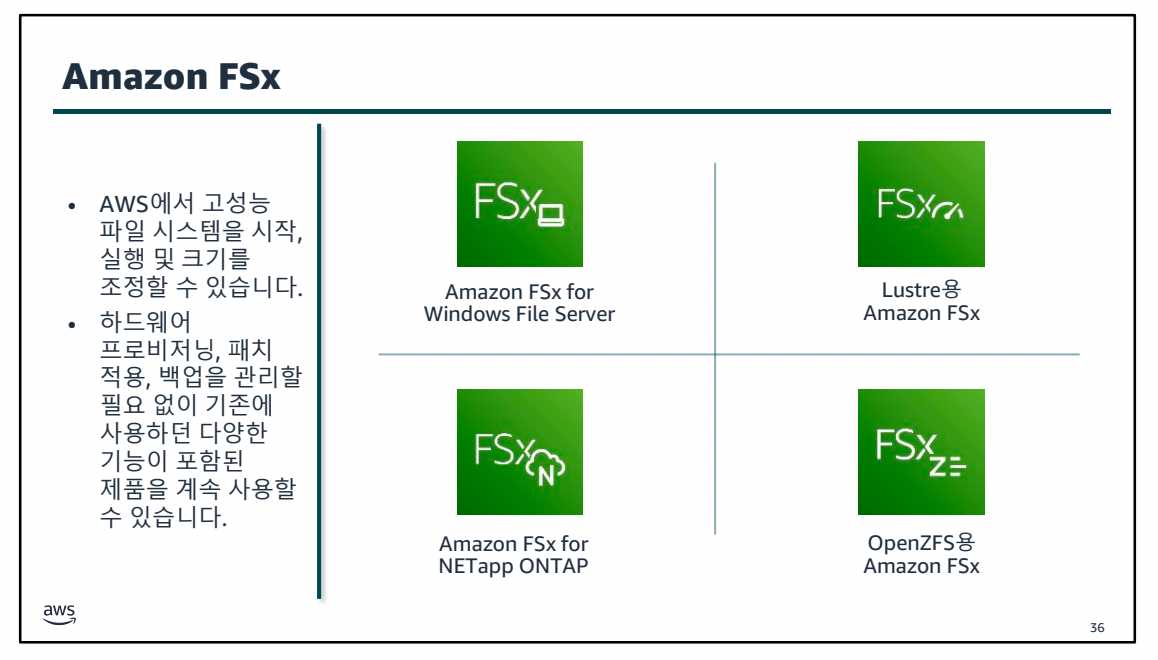 Amazon FSx
• AWS에서 고성능
파일 시스템을 시작,
실행 및 크기를
조정할 수 있습니다.
• 하드웨어
프로비저닝, 패치
적용, 백업을 관리할
필요 없이 기존에
사용하던 다양한
기능이 포함된
제품을 계속 사용할
수 있습니다.
FSx
Amazon FSx for
Windows File Server
FSx
Lustre용
Amazon FSx
FSx
N
Amazon FSx for
NETapp ONTAP
FSx
Z
OpenZFS용
Amazon FSx
aws
36